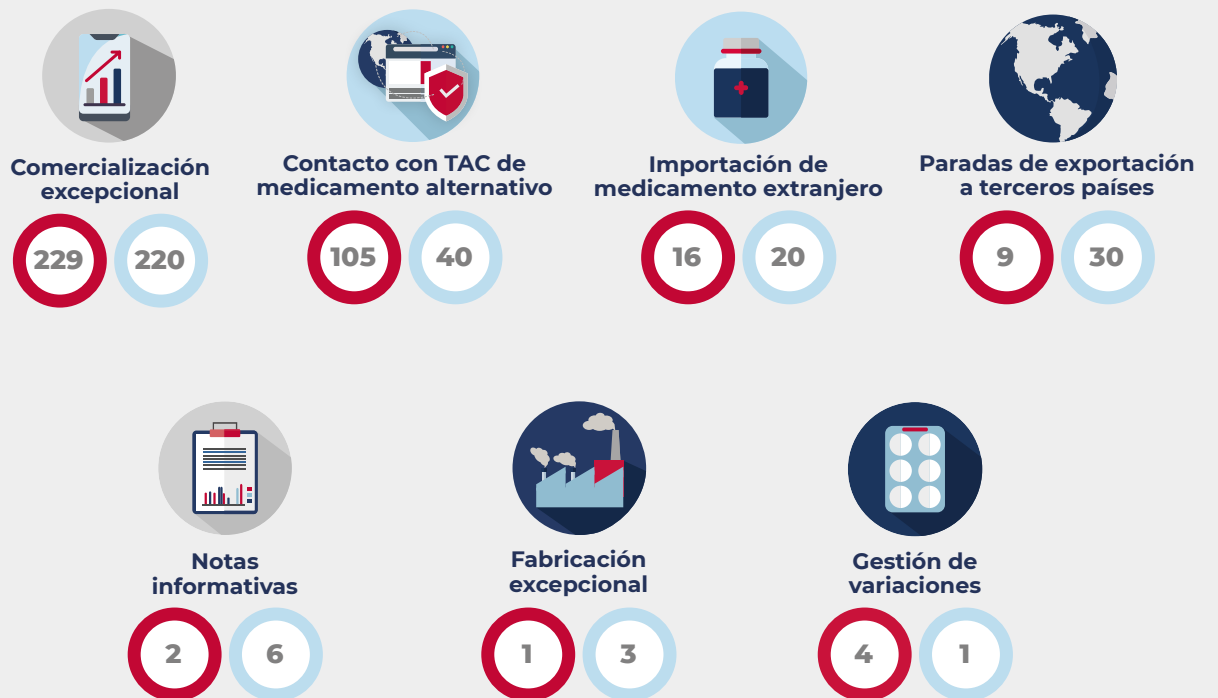 Comercialización
excepcional
229 220
Contacto con TAC de
medicamento alternativo
105 40
Importación de
medicamento extranjero
16 20
Paradas de exportación
a terceros países
9 30
Notas
informativas
2 6
Fabricación
excepcional
1 3
Gestión de
variaciones
4 1